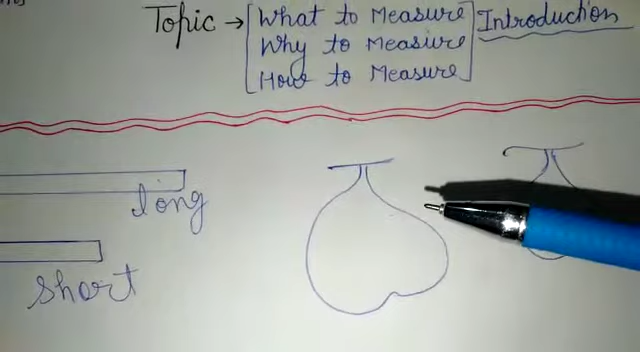 Topic → What to Measure Introduction
Why to Measure
How to Measure
long
short